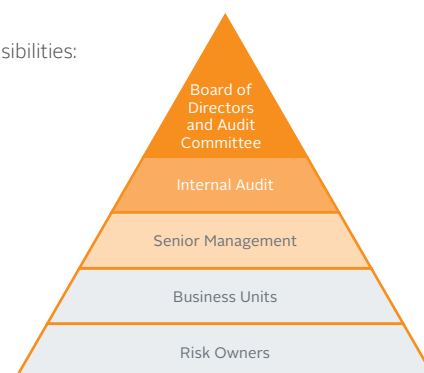 sibilities:
Board of
Directors
and Audit
Committee
Internal Audit
Senior Management
Business Units
Risk Owners